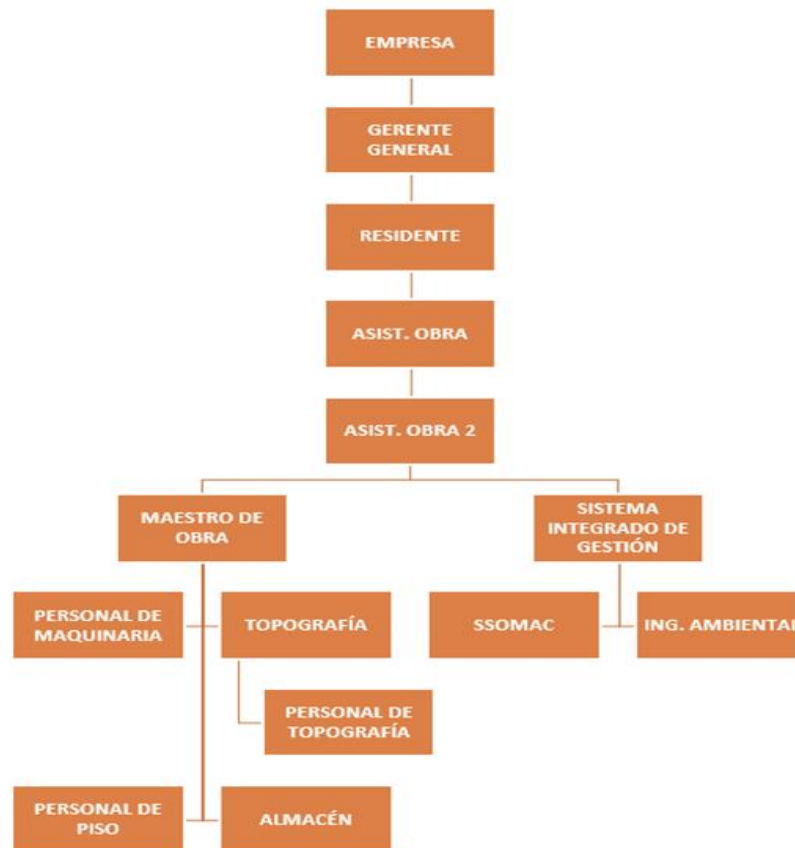 EMPRESA
GERENTE
GENERAL
RESIDENTE
ASIST. OBRA
ASIST. OBRA 2
MAESTRO DE
OBRA
SISTEMA
INTEGRADO DE
GESTIÓN
PERSONAL DE
MAQUINARIA
TOPOGRAFÍA
SSOMAC
ING. AMBIENTAL
PERSONAL DE
TOPOGRAFÍA
PERSONAL DE
PISO
ALMACÉN